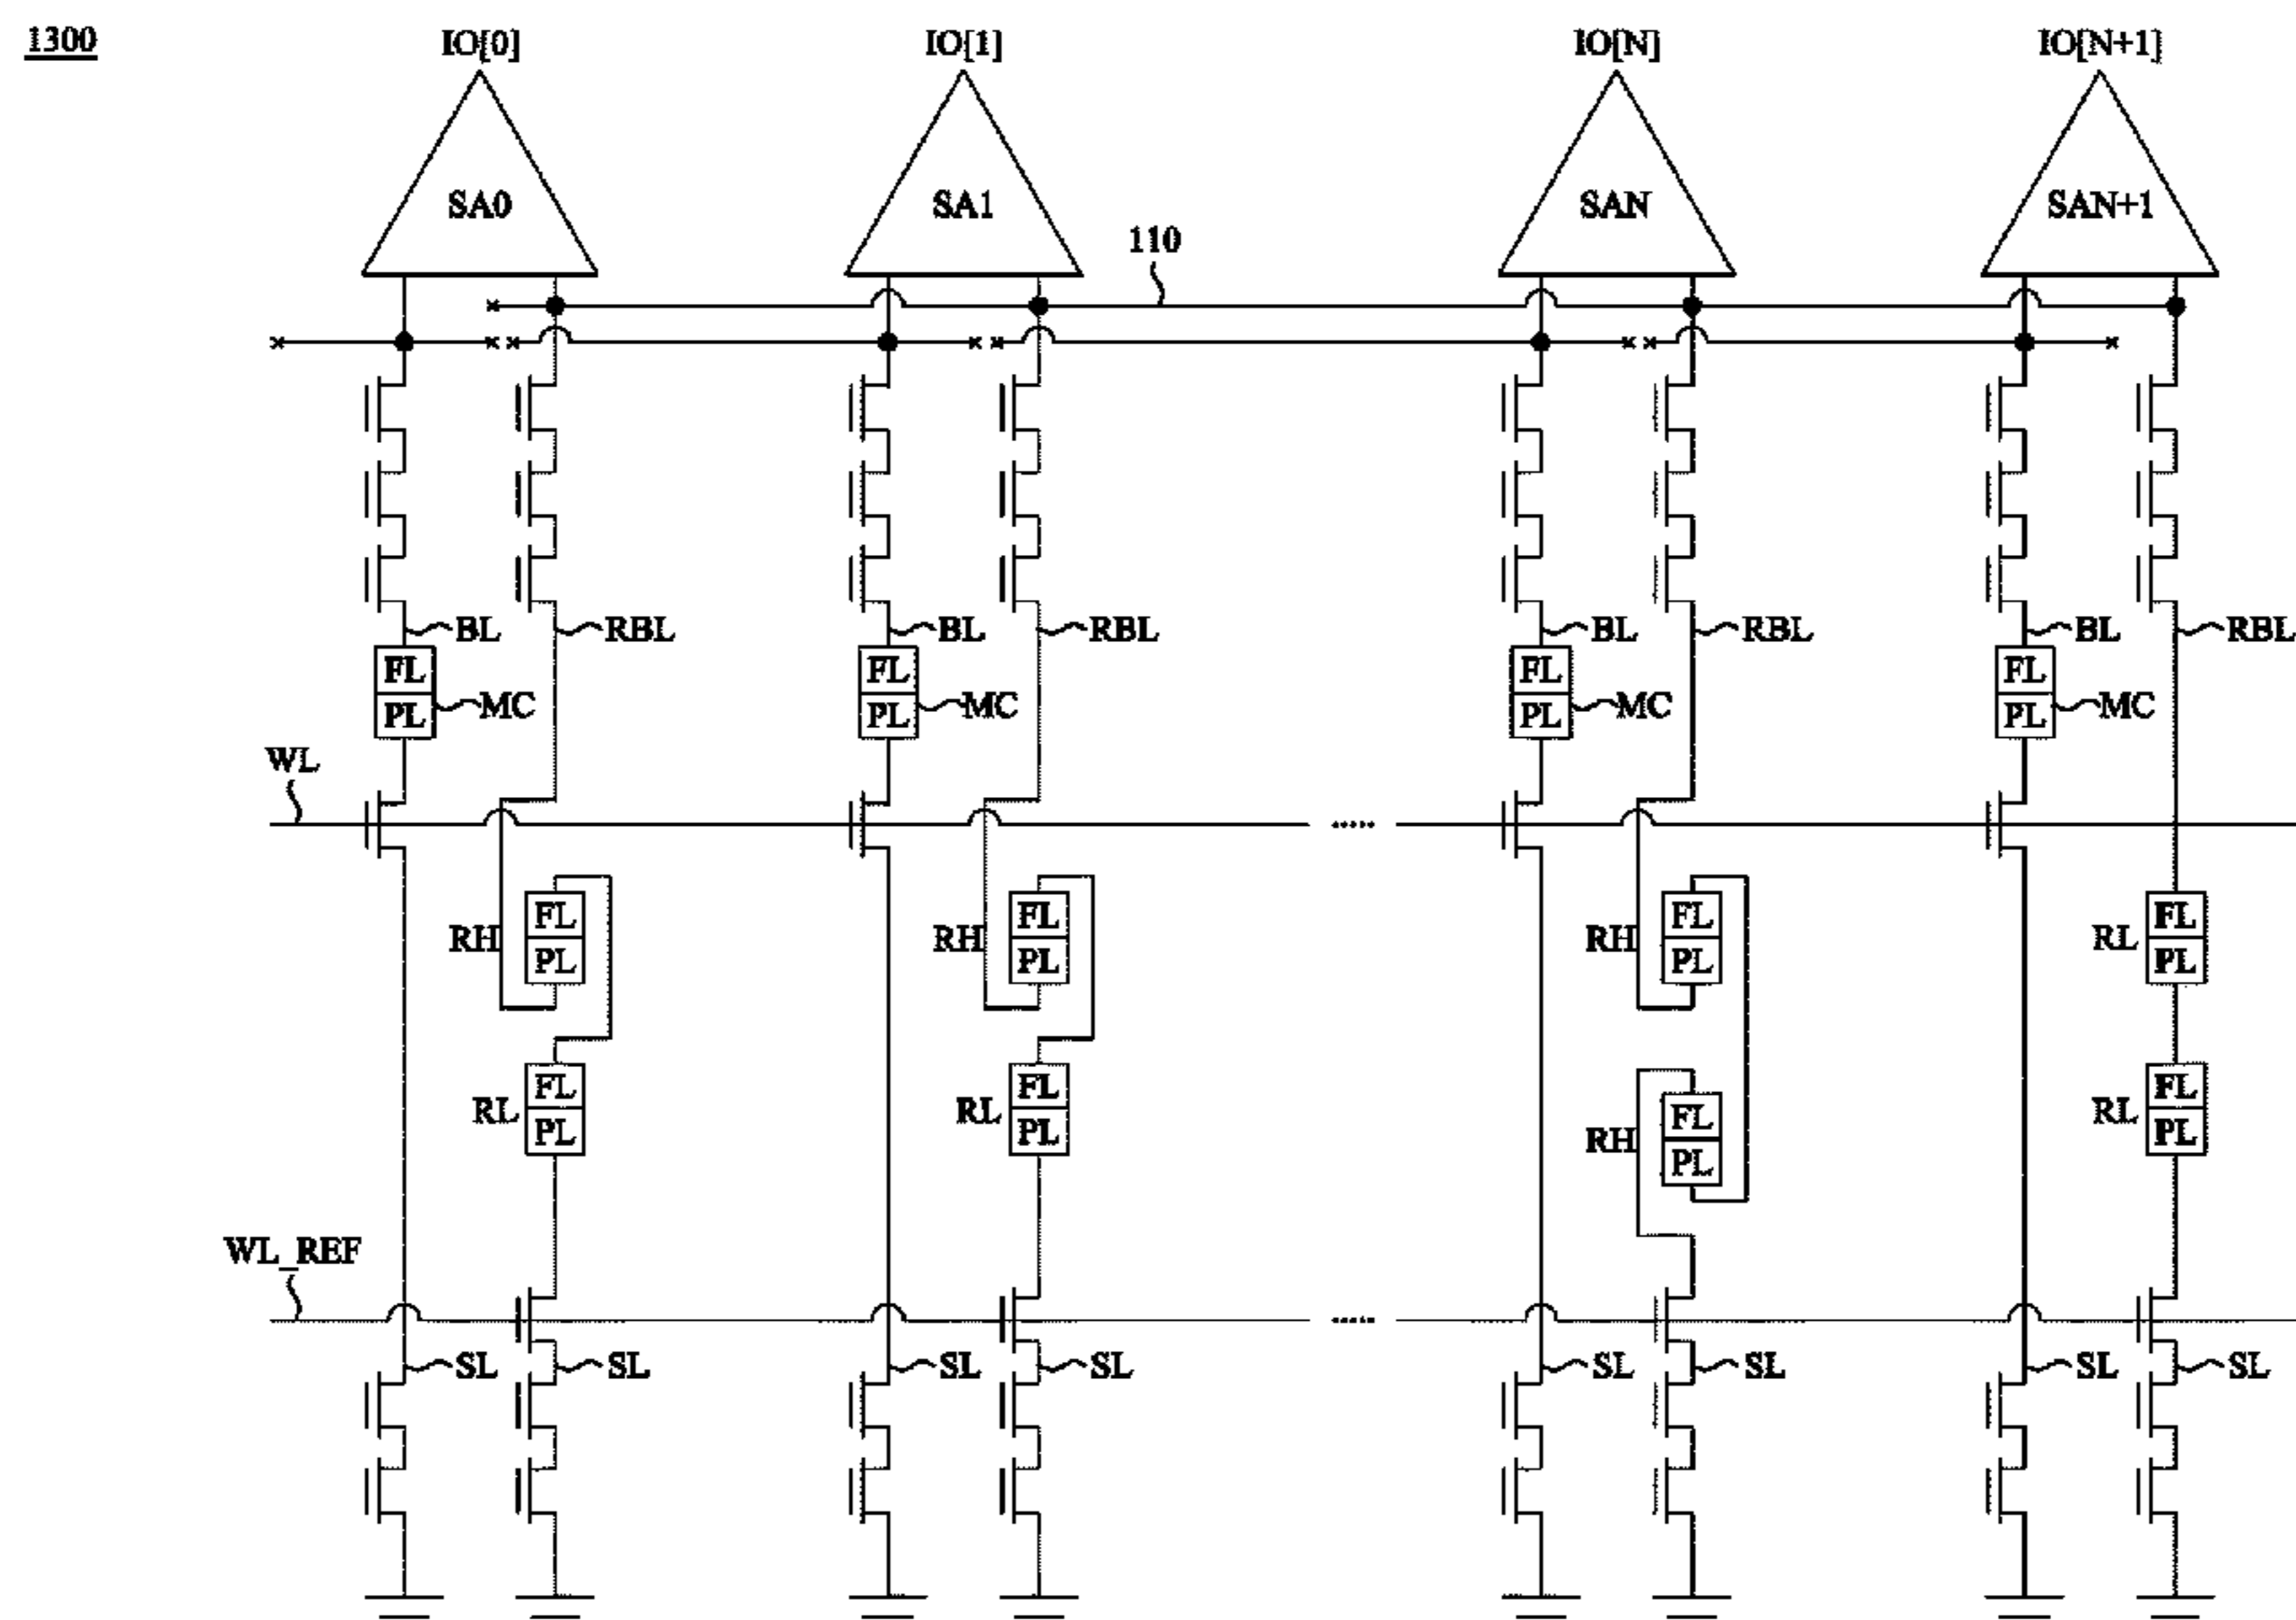 1300
IO[0] IO[1] IO[N] IO[N+1]
SA0 SA1 SAN SAN+1
110
BL RBL BL RBL BL RBL BL RBL
FL FL FL FL
PL MC PL MC PL MC PL MC
WL
.....
FL FL FL FL
RH RH RH RL
PL PL PL PL
FL FL FL FL
RL RL RH RL
PL PL PL PL
WL_REF
.....
SL SL SL SL SL SL SL SL